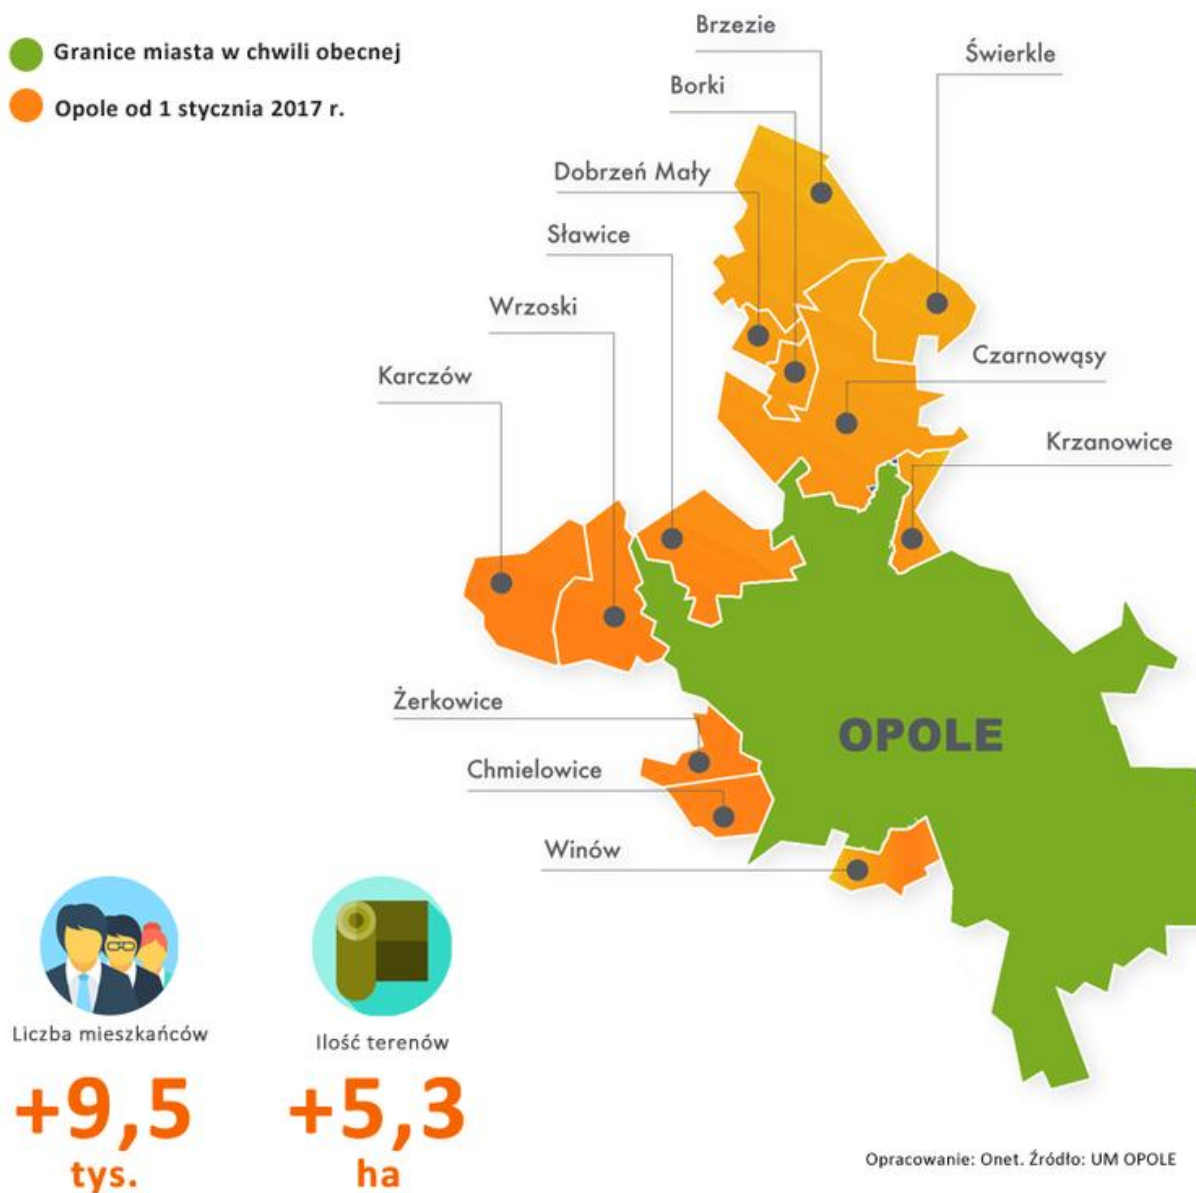 Granice miasta w chwili obecnej
Opole od 1 stycznia 2017 r.
Brzezie
Świerkle
Borki
Dobrzeń Mały
Sławice
Wrzoski
Czarnowąsy
Karczów
Krzanowice
Żerkowice
OPOLE
Chmielowice
Winów
Liczba mieszkańców
+9,5
tys.
Ilość terenów
+5,3
ha
Opracowanie: Onet. Źródło: UM OPOLE